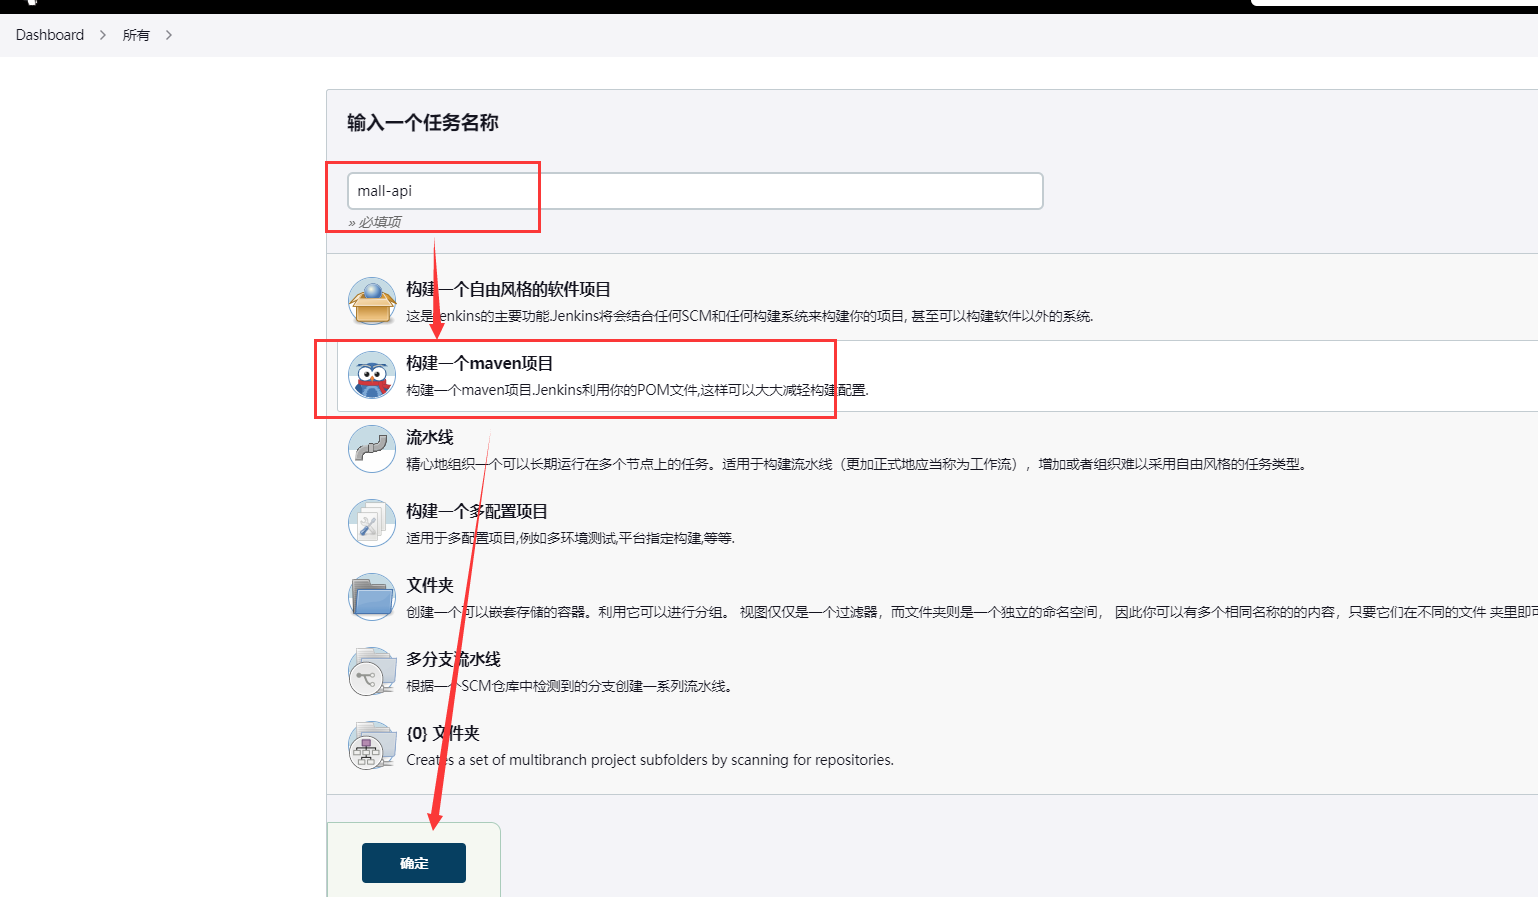 Dashboard
所有
输入一个任务名称
mall-api
» 必填项
构建一个自由风格的软件项目
这是Jenkins的主要功能.Jenkins将会结合任何SCM和任何构建系统来构建你的项目, 甚至可以构建软件以外的系统.
构建一个maven项目
构建一个maven项目.Jenkins利用你的POM文件,这样可以大大减轻构建配置.
流水线
精心地组织一个可以长期运行在多个节点上的任务。适用于构建流水线（更加正式地应当称为工作流），增加或者组织难以采用自由风格的任务类型。
构建一个多配置项目
适用于多配置项目,例如多环境测试,平台指定构建,等等.
文件夹
创建一个可以嵌套存储的容器。利用它可以进行分组。 视图仅仅是一个过滤器，而文件夹则是一个独立的命名空间， 因此你可以有多个相同名称的的内容，只要它们在不同的文件 夹里即可
多分支流水线
根据一个SCM仓库中检测到的分支创建一系列流水线。
{0} 文件夹
Creates a set of multibranch project subfolders by scanning for repositories.
确定